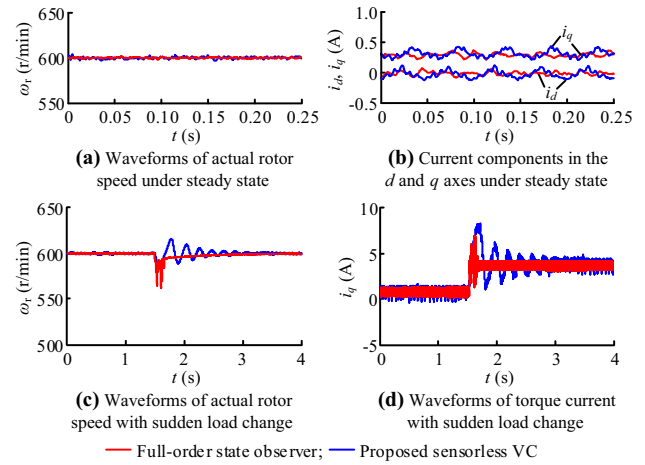 650
600
550
ωr (r/min)
0 0.05 0.10 0.15 0.20 0.25
t (s)
(a) Waveforms of actual rotor
speed under steady state
1.0
0.5
0
-0.5
id, iq (A)
iq
id
0 0.05 0.10 0.15 0.20 0.25
t (s)
(b) Current components in the
d and q axes under steady state
650
600
500
ωr (r/min)
0 1 2 3 4
t (s)
(c) Waveforms of actual rotor
speed with sudden load change
10
5
0
-5
iq (A)
0 1 2 3 4
t (s)
(d) Waveforms of torque current
with sudden load change
Full-order state observer; Proposed sensorless VC